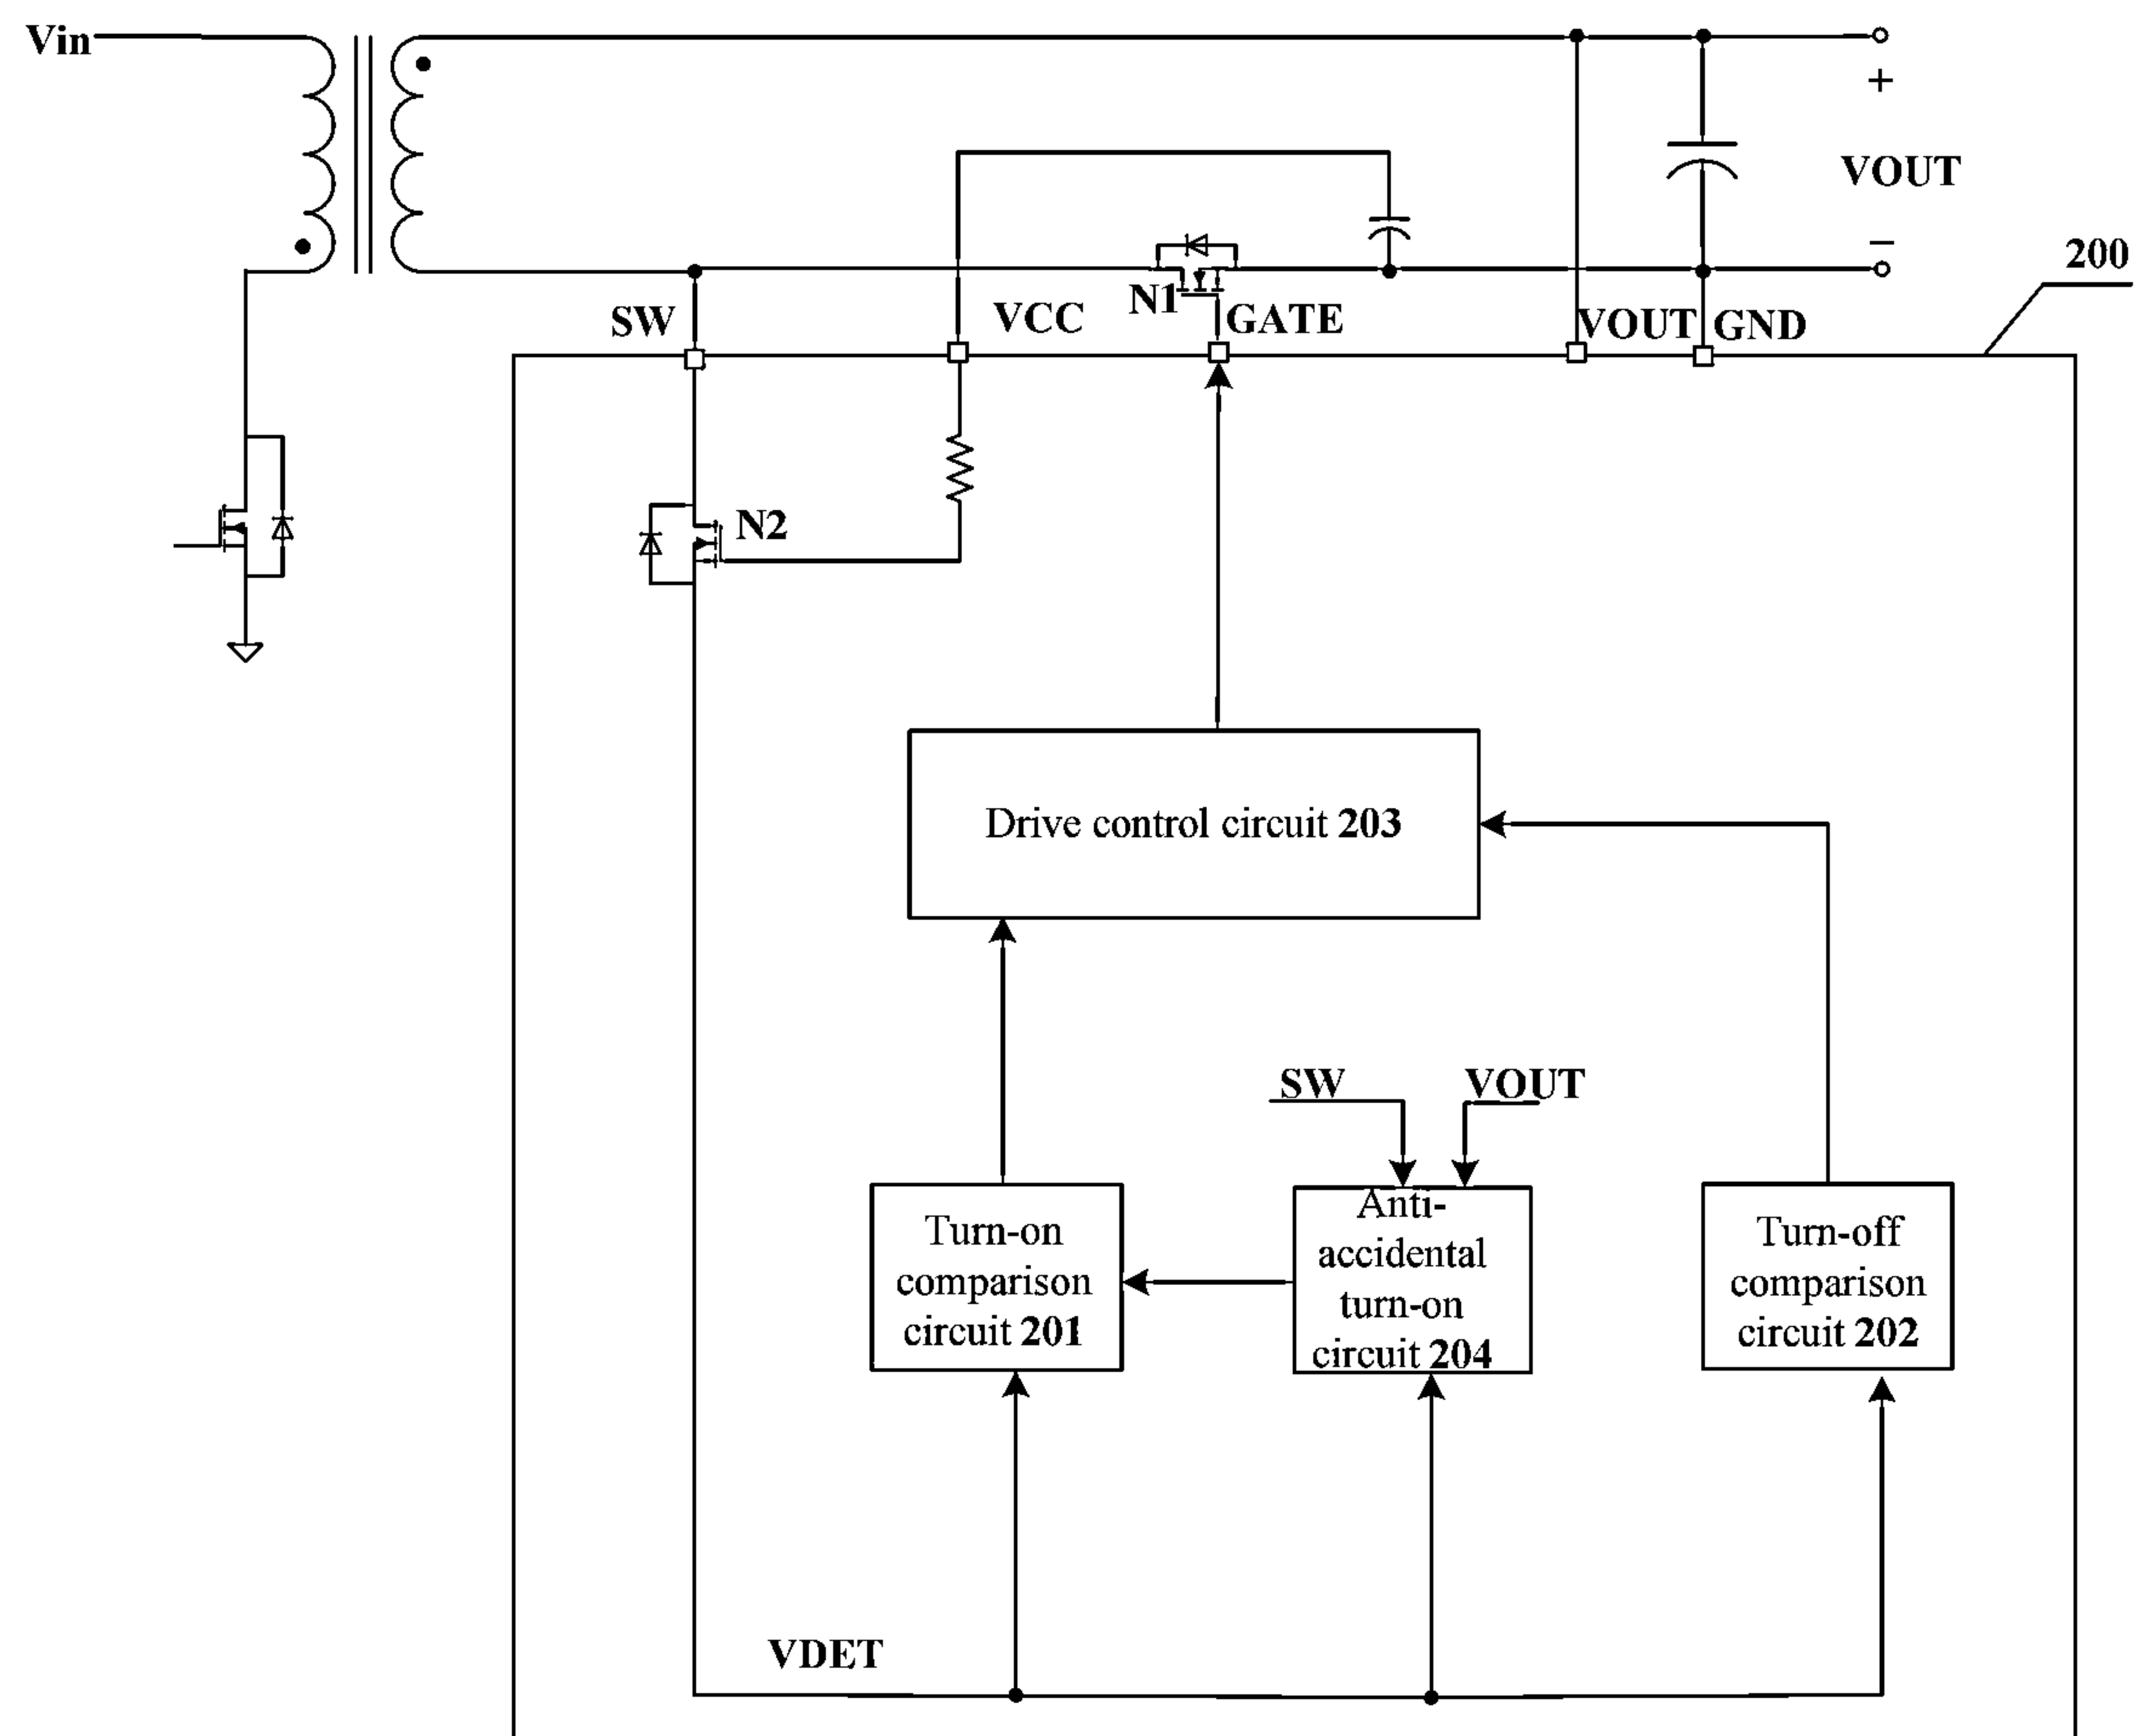 Vin
+
VOUT
−
200
N1
SW
VCC
GATE
VOUT
GND
N2
Drive control circuit 203
SW
VOUT
Turn-on
comparison
circuit 201
Anti-
accidental
turn-on
circuit 204
Turn-off
comparison
circuit 202
VDET